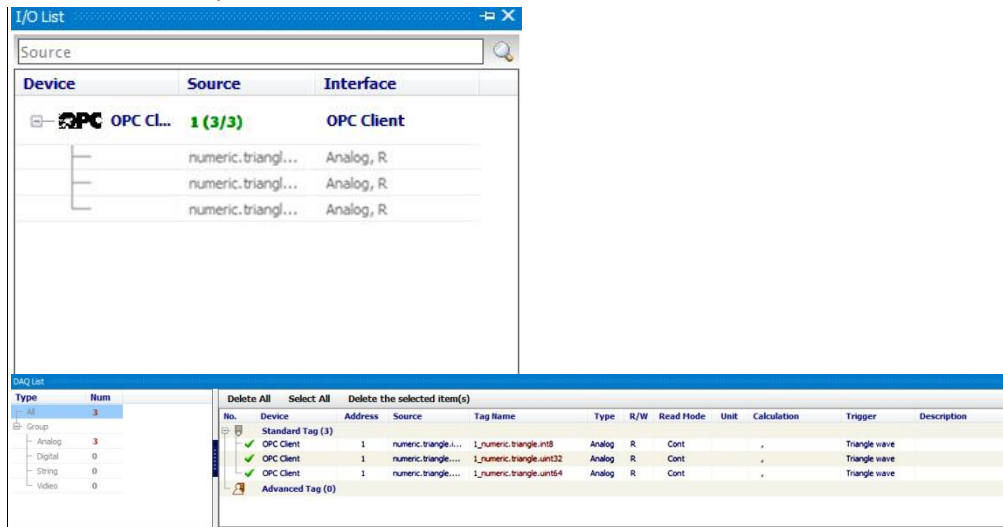 I/O List
Source
Device Source Interface
OPC OPC Cl... 1 (3/3) OPC Client
numeric.triangl... Analog, R
numeric.triangl... Analog, R
numeric.triangl... Analog, R
DAQ List
Type Num
All 3
Group
Analog 3
Digital 0
String 0
Video 0
Delete All Select All Delete the selected item(s)
No. Device Address Source Tag Name Type R/W Read Mode Unit Calculation Trigger Description
Standard Tag (3)
OPC Client 1 numeric.triangle.i... 1_numeric.triangle.int8 Analog R Cont , Triangle wave
OPC Client 1 numeric.triangle.... 1_numeric.triangle.uint32 Analog R Cont , Triangle wave
OPC Client 1 numeric.triangle.... 1_numeric.triangle.uint64 Analog R Cont , Triangle wave
Advanced Tag (0)